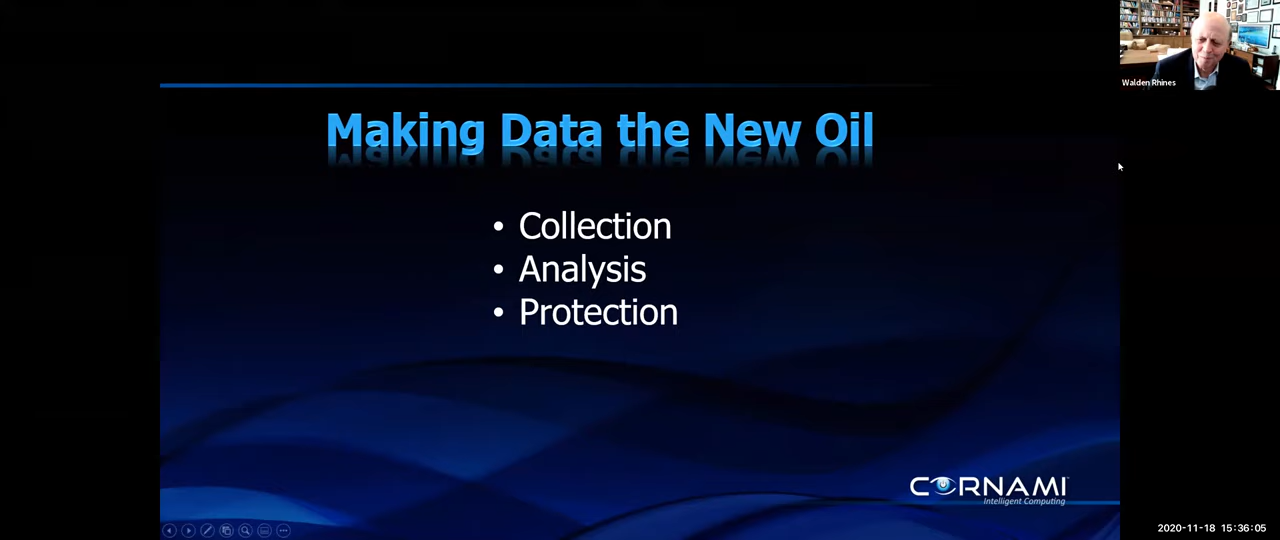 Walden Rhines
Making Data the New Oil
• Collection
• Analysis
• Protection
CORNAMI
Intelligent Computing
2020-11-18 15:36:05